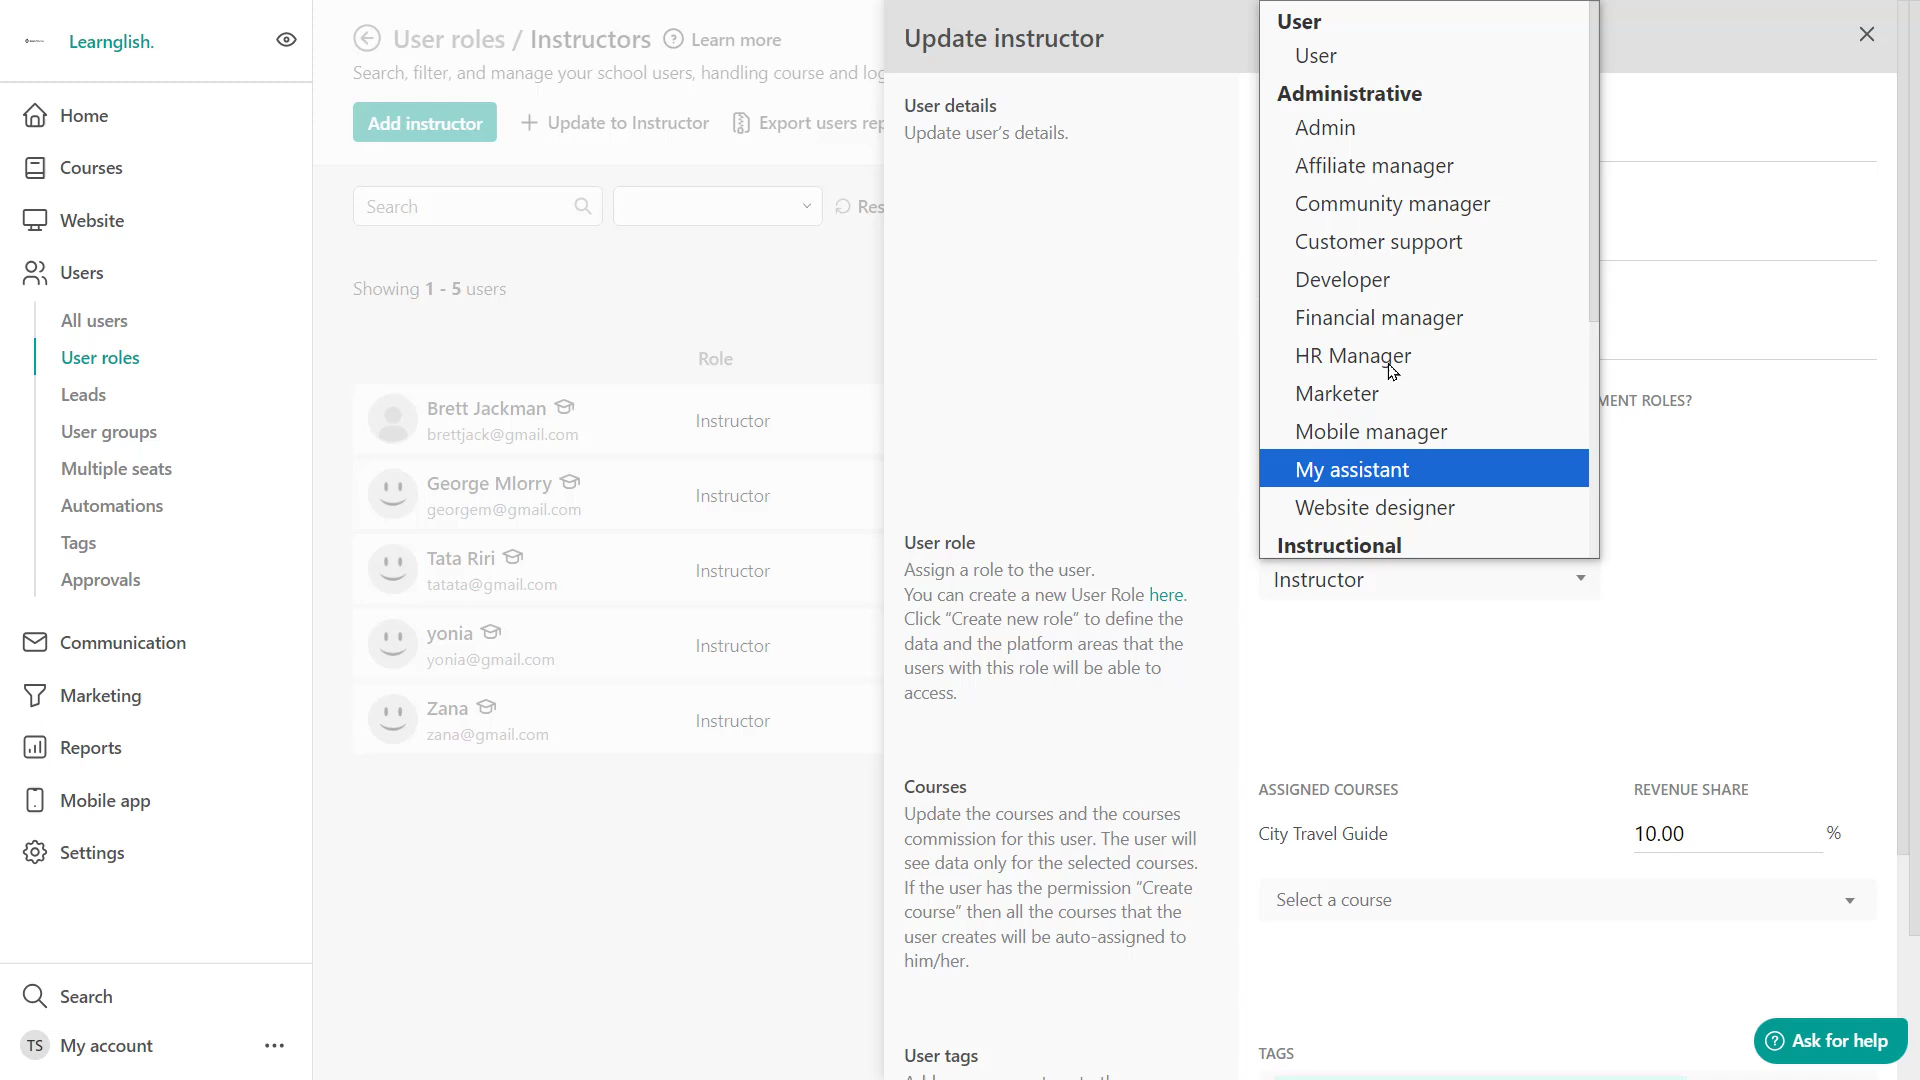 Learnglish.
Home
Courses
Website
Users
All users
User roles
Leads
User groups
Multiple seats
Automations
Tags
Approvals
Communication
Marketing
Reports
Mobile app
Settings
Search
TS My account
User roles / Instructors Learn more
Search, filter, and manage your school users, handling course and log
Add instructor
Update to Instructor
Export users rep
Search
Res
Showing 1 - 5 users
Role
Brett Jackman
brettjack@gmail.com
Instructor
George Mlorry
georgem@gmail.com
Instructor
Tata Riri
tatata@gmail.com
Instructor
yonia
yonia@gmail.com
Instructor
Zana
zana@gmail.com
Instructor
Update instructor
User details
Update user's details.
User
User
Administrative
Admin
Affiliate manager
Community manager
Customer support
Developer
Financial manager
HR Manager
Marketer
Mobile manager
My assistant
Website designer
Instructional
MENT ROLES?
User role
Assign a role to the user.
You can create a new User Role here.
Click “Create new role” to define the
data and the platform areas that the
users with this role will be able to
access.
Instructor
Courses
Update the courses and the courses
commission for this user. The user will
see data only for the selected courses.
If the user has the permission “Create
course” then all the courses that the
user creates will be auto-assigned to
him/her.
ASSIGNED COURSES
REVENUE SHARE
City Travel Guide
10.00 %
Select a course
User tags
TAGS
Ask for help